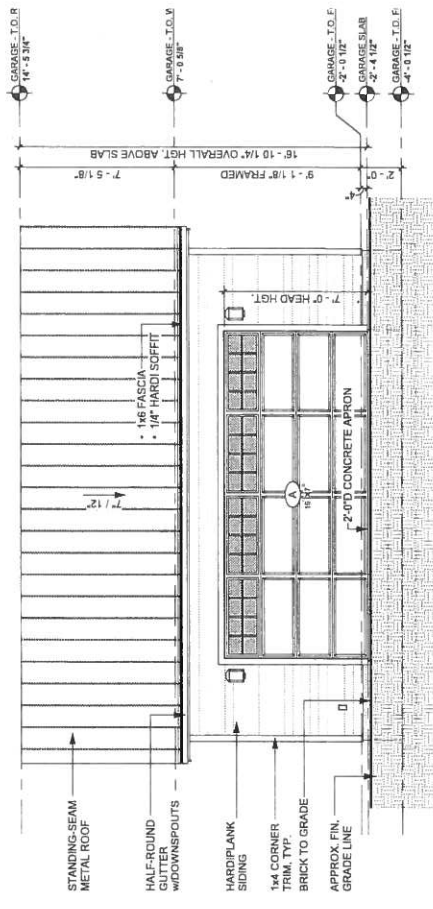 GARAGE - T.O.R
14' - 5 3/4"
GARAGE - T.O.W
7' - 0 5/8"
GARAGE - T.O.F
-2' - 0 1/2"
GARAGE SLAB
-2' - 4 1/2"
GARAGE - T.O.F
-4' - 0 1/2"
16' - 10 1/4" OVERALL HGT. ABOVE SLAB
7' - 5 1/8"
9' - 1 1/8" FRAMED
4"
2' - 0"
7' - 0" HEAD HGT.
• 1x6 FASCIA
• 1/4" HARDI SOFFIT
7" / 12"
A
2'-0"D CONCRETE APRON
STANDING-SEAM
METAL ROOF
HALF-ROUND
GUTTER
w/DOWNSPOUTS
HARDIPLANK
SIDING
1x4 CORNER
TRIM, TYP.
BRICK TO GRADE
APPROX. FIN.
GRADE LINE